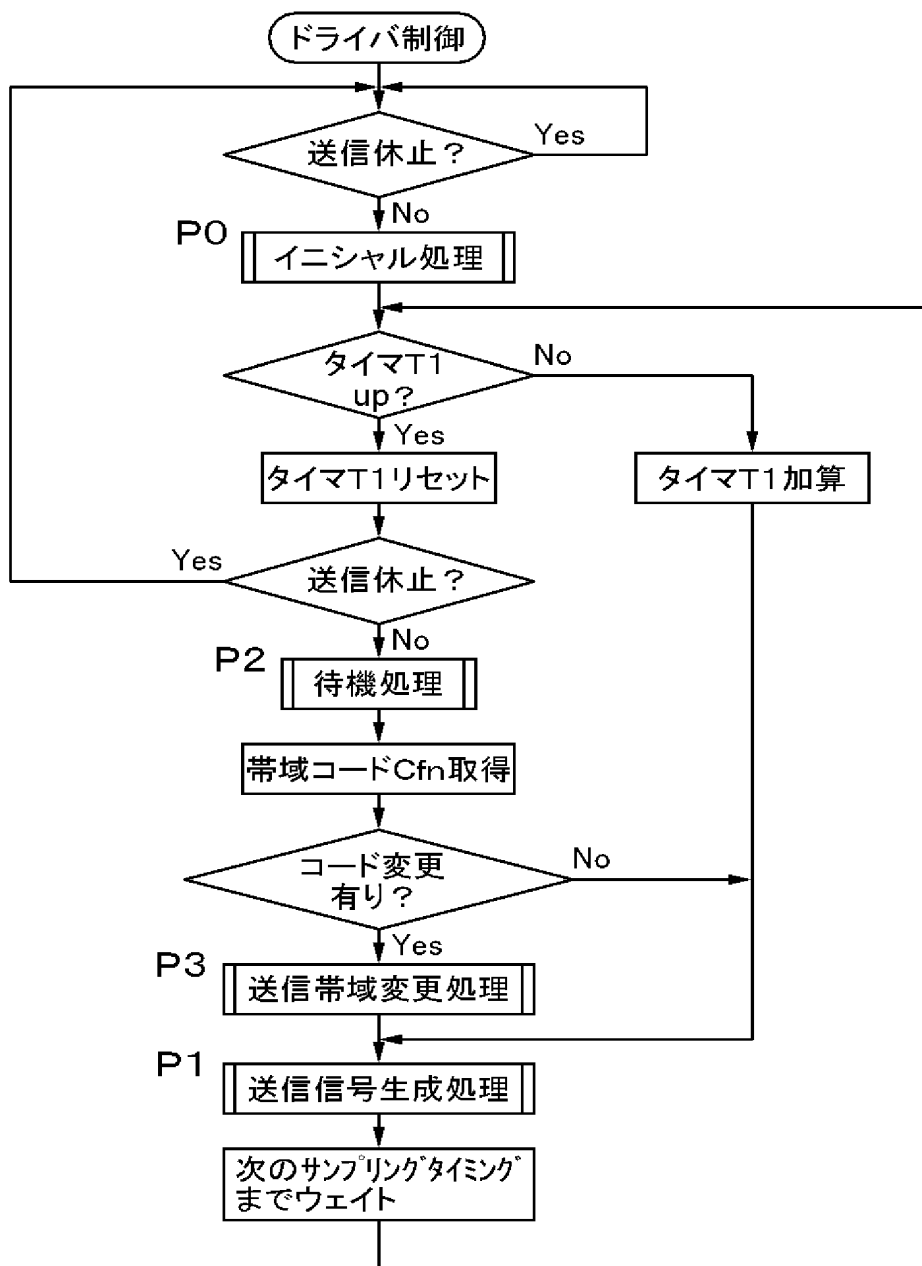 ドライバ制御
送信休止？
Yes
No
P0
イニシャル処理
タイマT1
up？
No
Yes
タイマT1リセット
タイマT1加算
Yes
送信休止？
No
P2
待機処理
帯域コードCfn取得
コード変更
有り？
No
Yes
P3
送信帯域変更処理
P1
送信信号生成処理
次のサンプリングタイミング
までウェイト